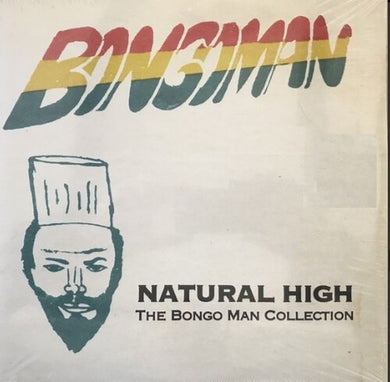 BONGOMAN
NATURAL HIGH
THE BONGO MAN COLLECTION